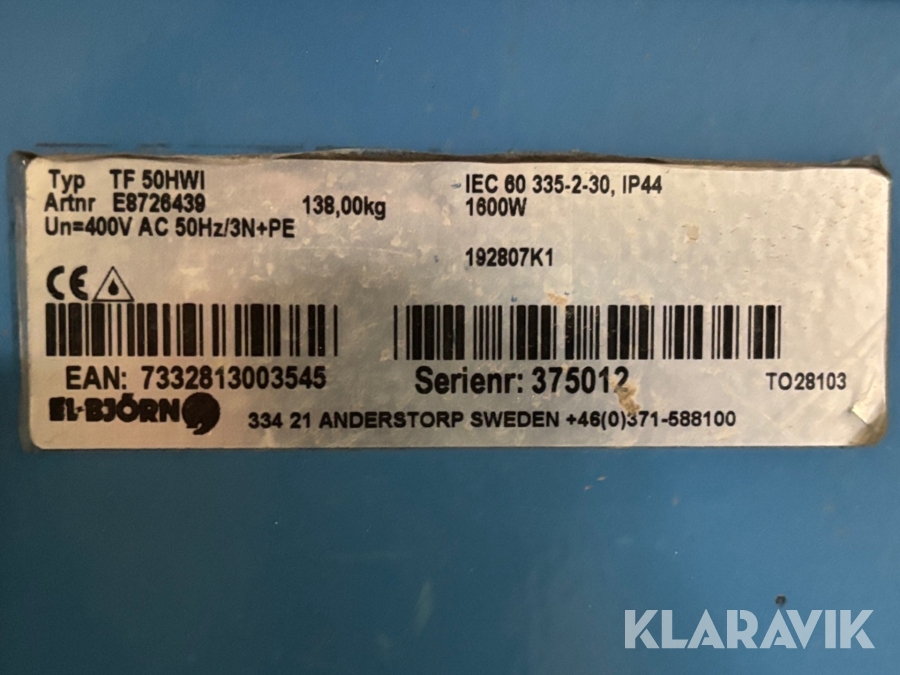 Typ TF 50HWI
Artnr E8726439 138,00kg
Un=400V AC 50Hz/3N+PE
IEC 60 335-2-30, IP44
1600W
192807K1
CE
EAN: 7332813003545
Serienr: 375012
TO28103
EL-BJÖRN
334 21 ANDERSTORP SWEDEN +46(0)371-588100
KLARAVIK